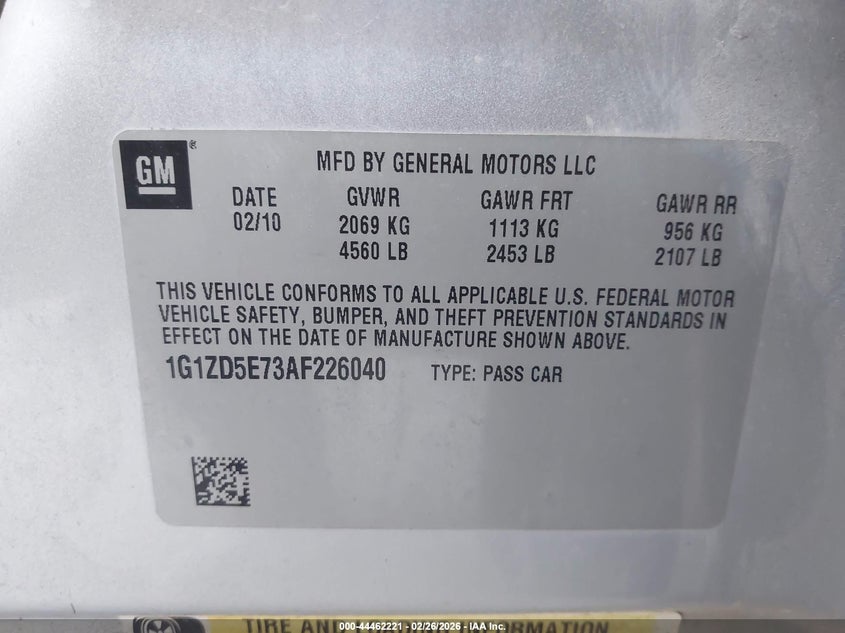 GM ®
MFD BY GENERAL MOTORS LLC
DATE GVWR GAWR FRT GAWR RR
02/10 2069 KG 1113 KG 956 KG
4560 LB 2453 LB 2107 LB
THIS VEHICLE CONFORMS TO ALL APPLICABLE U.S. FEDERAL MOTOR
VEHICLE SAFETY, BUMPER, AND THEFT PREVENTION STANDARDS IN
EFFECT ON THE DATE OF MANUFACTURE SHOWN ABOVE.
1G1ZD5E73AF226040 TYPE: PASS CAR
TIRE AND INFORMATION
000-44462221 - 02/26/2026 - IAA Inc.